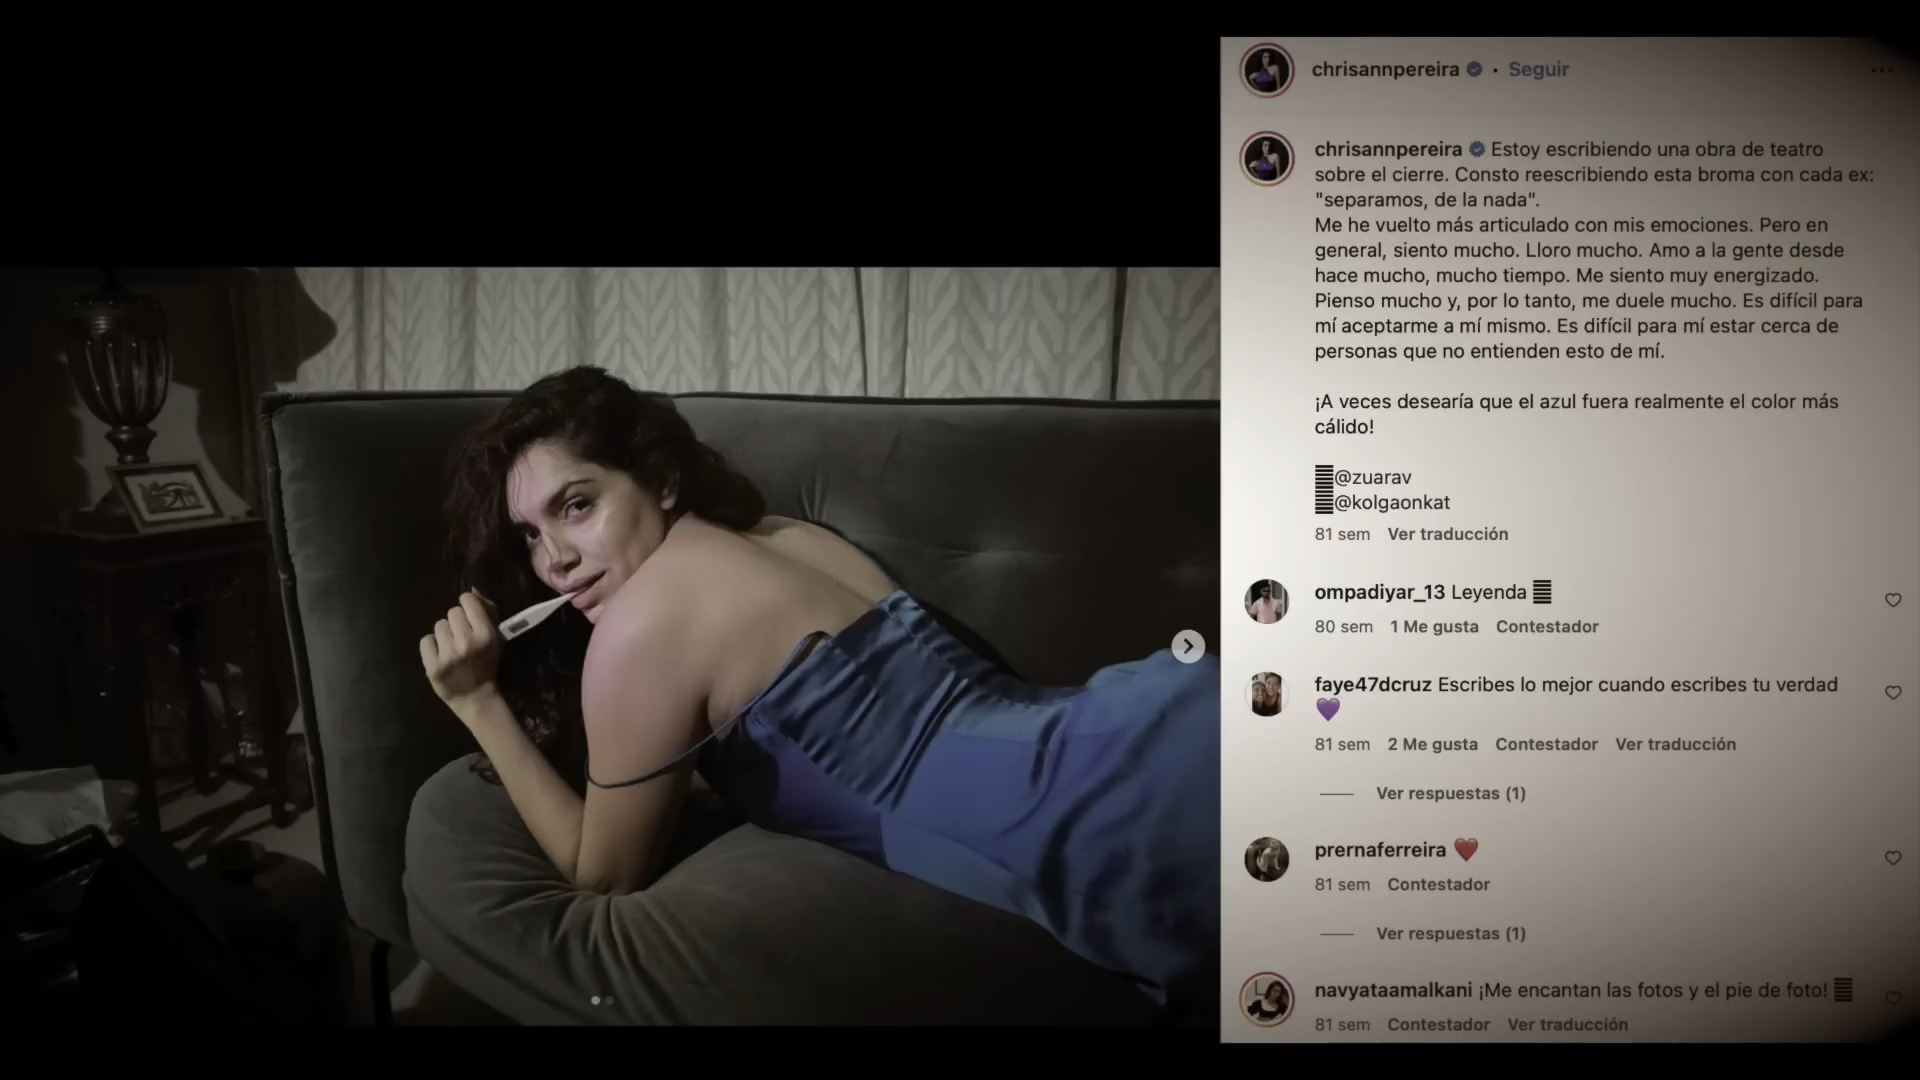 chrisannpereira • Seguir
chrisannpereira Estoy escribiendo una obra de teatro
sobre el cierre. Consto reescribiendo esta broma con cada ex:
"separamos, de la nada".
Me he vuelto más articulado con mis emociones. Pero en
general, siento mucho. Lloro mucho. Amo a la gente desde
hace mucho, mucho tiempo. Me siento muy energizado.
Pienso mucho y, por lo tanto, me duele mucho. Es difícil para
mí aceptarme a mí mismo. Es difícil para mí estar cerca de
personas que no entienden esto de mí.
¡A veces desearía que el azul fuera realmente el color más
cálido!
@zuarav
@kolgaonkat
81 sem Ver traducción
ompadiyar_13 Leyenda
80 sem 1 Me gusta Contestador
faye47dcruz Escribes lo mejor cuando escribes tu verdad
💜
81 sem 2 Me gusta Contestador Ver traducción
Ver respuestas (1)
prernaferreira ❤️
81 sem Contestador
Ver respuestas (1)
navyataamalkani ¡Me encantan las fotos y el pie de foto!
81 sem Contestador Ver traducción